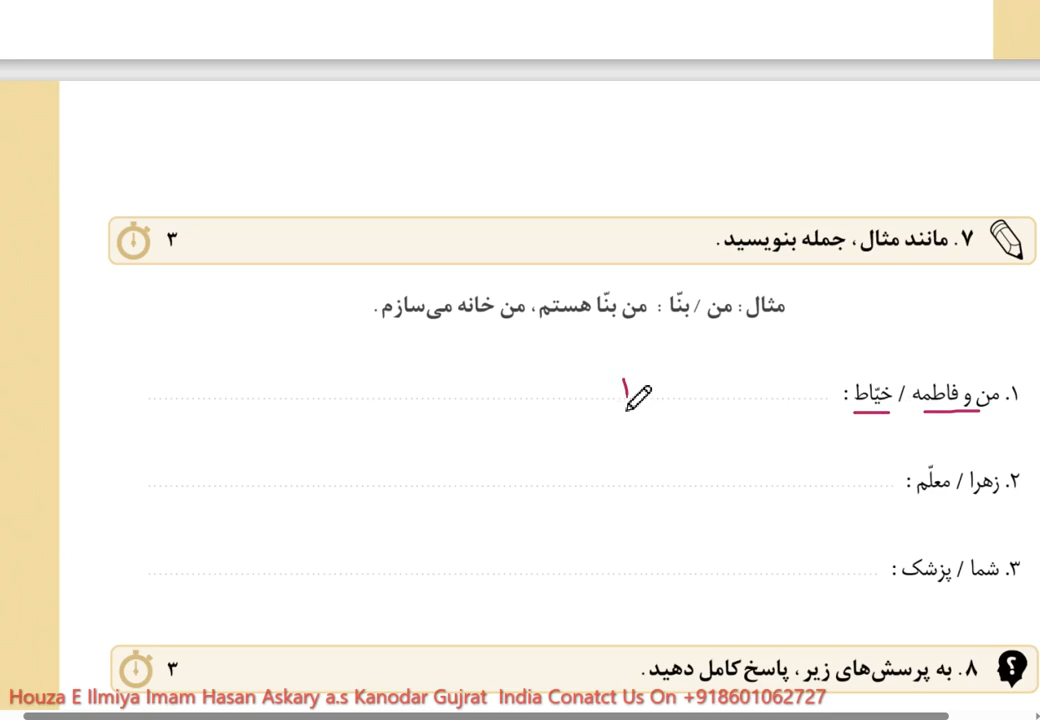 ۷. مانند مثال، جمله بنویسید. ۳
مثال: من / بنّا : من بنّا هستم، من خانه می‌سازم.
۱. من و فاطمه / خیّاط :
۲. زهرا / معلّم :
۳. شما / پزشک :
۸. به پرسش‌های زیر، پاسخ کامل دهید. ۳
Houza E Ilmiya Imam Hasan Askary a.s Kanodar Gujrat India Conatct Us On +918601062727